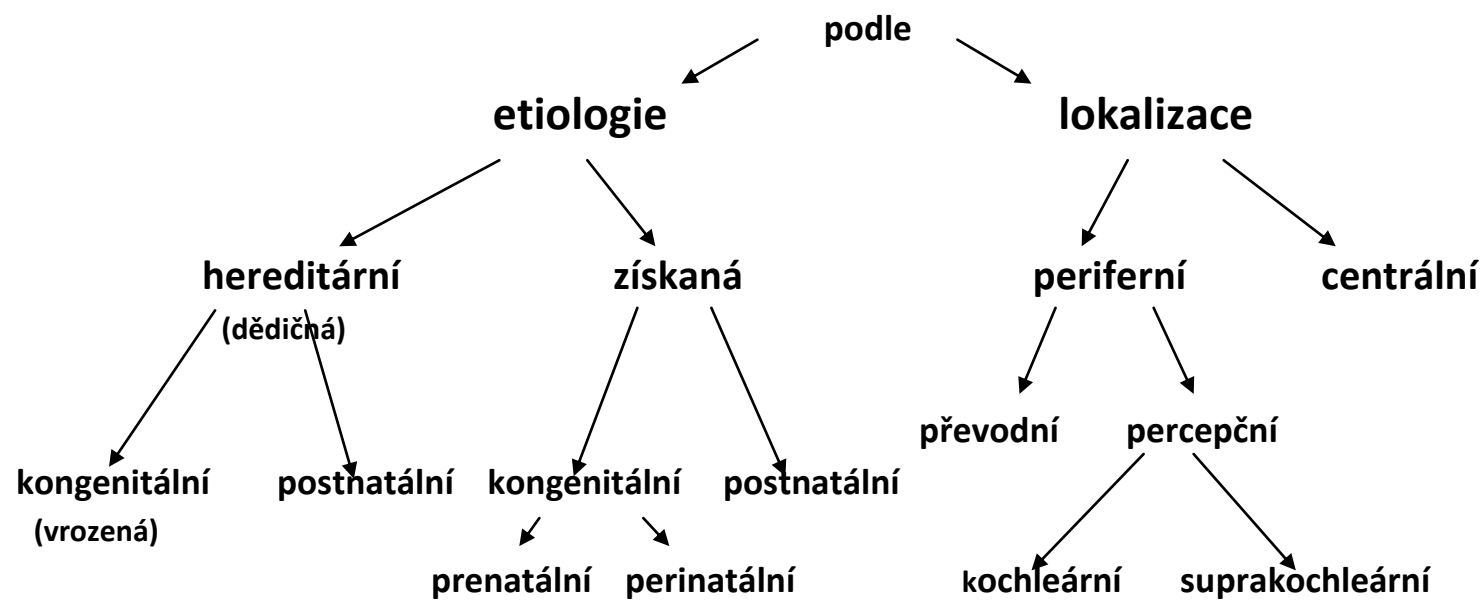 podle
etiologie lokalizace
hereditární získaná periferní centrální
(dědičná)
převodní percepční
kongenitální postnatální kongenitální postnatální
(vrozená)
prenatální perinatální kochleární suprakochleární